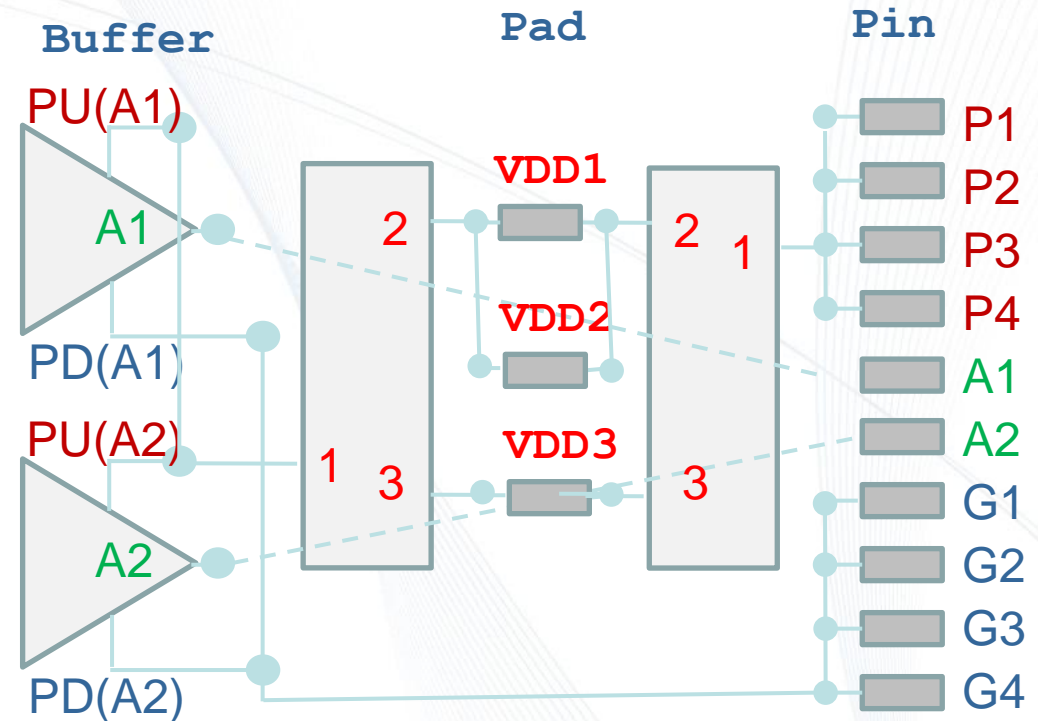 Buffer
Pad
Pin
PU(A1)
A1
PD(A1)
PU(A2)
A2
PD(A2)
2
1
3
VDD1
VDD2
VDD3
2
1
3
P1
P2
P3
P4
A1
A2
G1
G2
G3
G4